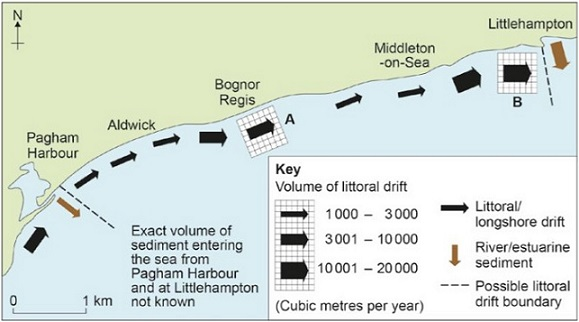 N
Littlehampton
Middleton
-on-Sea
Bognor
Regis
A
B
Aldwick
Pagham
Harbour
Exact volume of
sediment entering
the sea from
Pagham Harbour
and at Littlehampton
not known
0 1 km
Key
Volume of littoral drift
1 000 – 3 000
3 001 – 10 000
10 001 – 20 000
(Cubic metres per year)
Littoral/
longshore drift
River/estuarine
sediment
Possible littoral
drift boundary